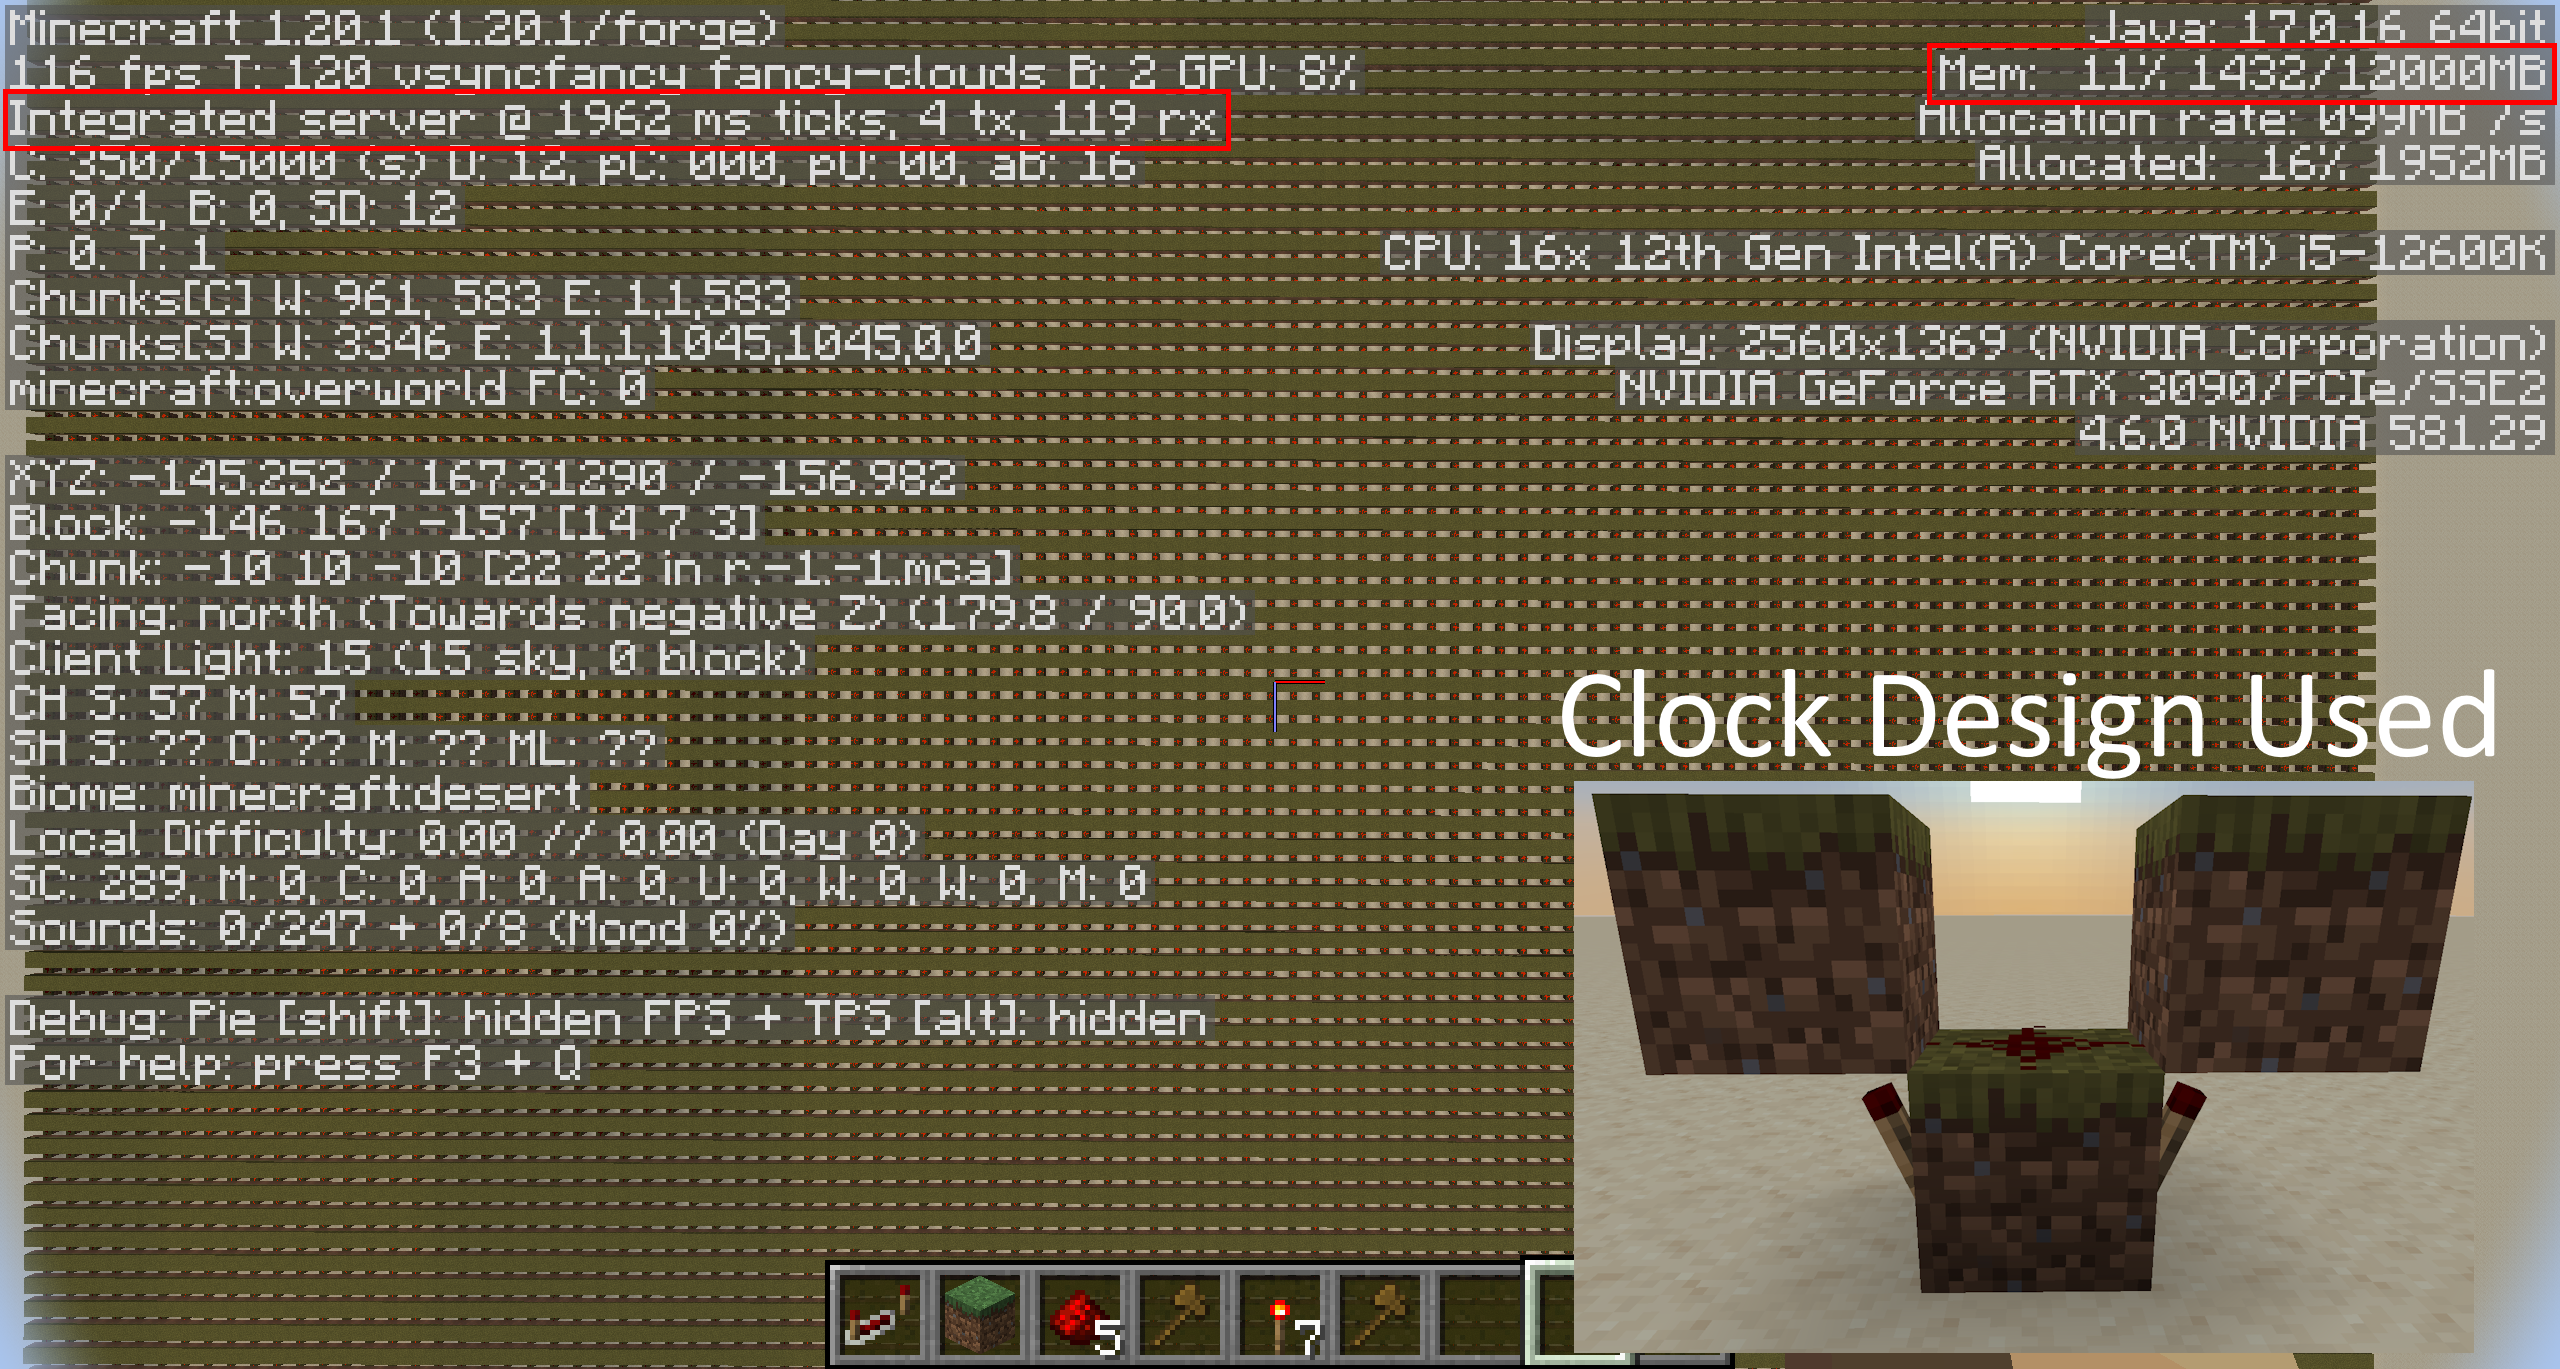 Minecraft 1.20.1 (1.20.1/forge)
116 fps T: 120 vsyncfancy fancy-clouds B: 2 GPU: 8%
Integrated server @ 1962 ms ticks, 4 tx, 119 rx
C: 350/15000 (s) D: 12, pC: 000, pU: 00, aB: 16
E: 0/1, B: 0, SD: 12
P: 0. T: 1
Chunks[C] W: 961, 583 E: 1,1,583
Chunks[S] W: 3346 E: 1,1,1,1045,1045,0,0
minecraft:overworld FC: 0
XYZ: -145.252 / 167.31290 / -156.982
Block: -146 167 -157 [14 7 3]
Chunk: -10 10 -10 [22 22 in r.-1.-1.mca]
Facing: north (Towards negative Z) (179.8 / 90.0)
Client Light: 15 (15 sky, 0 block)
CH S: 57 M: 57
SH S: ?? O: ?? M: ?? ML: ??
Biome: minecraft:desert
Local Difficulty: 0.00 // 0.00 (Day 0)
SC: 289, M: 0, C: 0, A: 0, A: 0, U: 0, W: 0, W: 0, M: 0
Sounds: 0/247 + 0/8 (Mood 0%)
Debug: Pie [shift]: hidden FPS + TPS [alt]: hidden
For help: press F3 + Q
Java: 17.0.16 64bit
Mem: 11% 1432/12000MB
Allocation rate: 099MB /s
Allocated: 16% 1952MB
CPU: 16x 12th Gen Intel(R) Core(TM) i5-12600K
Display: 2560x1369 (NVIDIA Corporation)
NVIDIA GeForce RTX 3090/PCIe/SSE2
4.6.0 NVIDIA 581.29
Clock Design Used
5
7